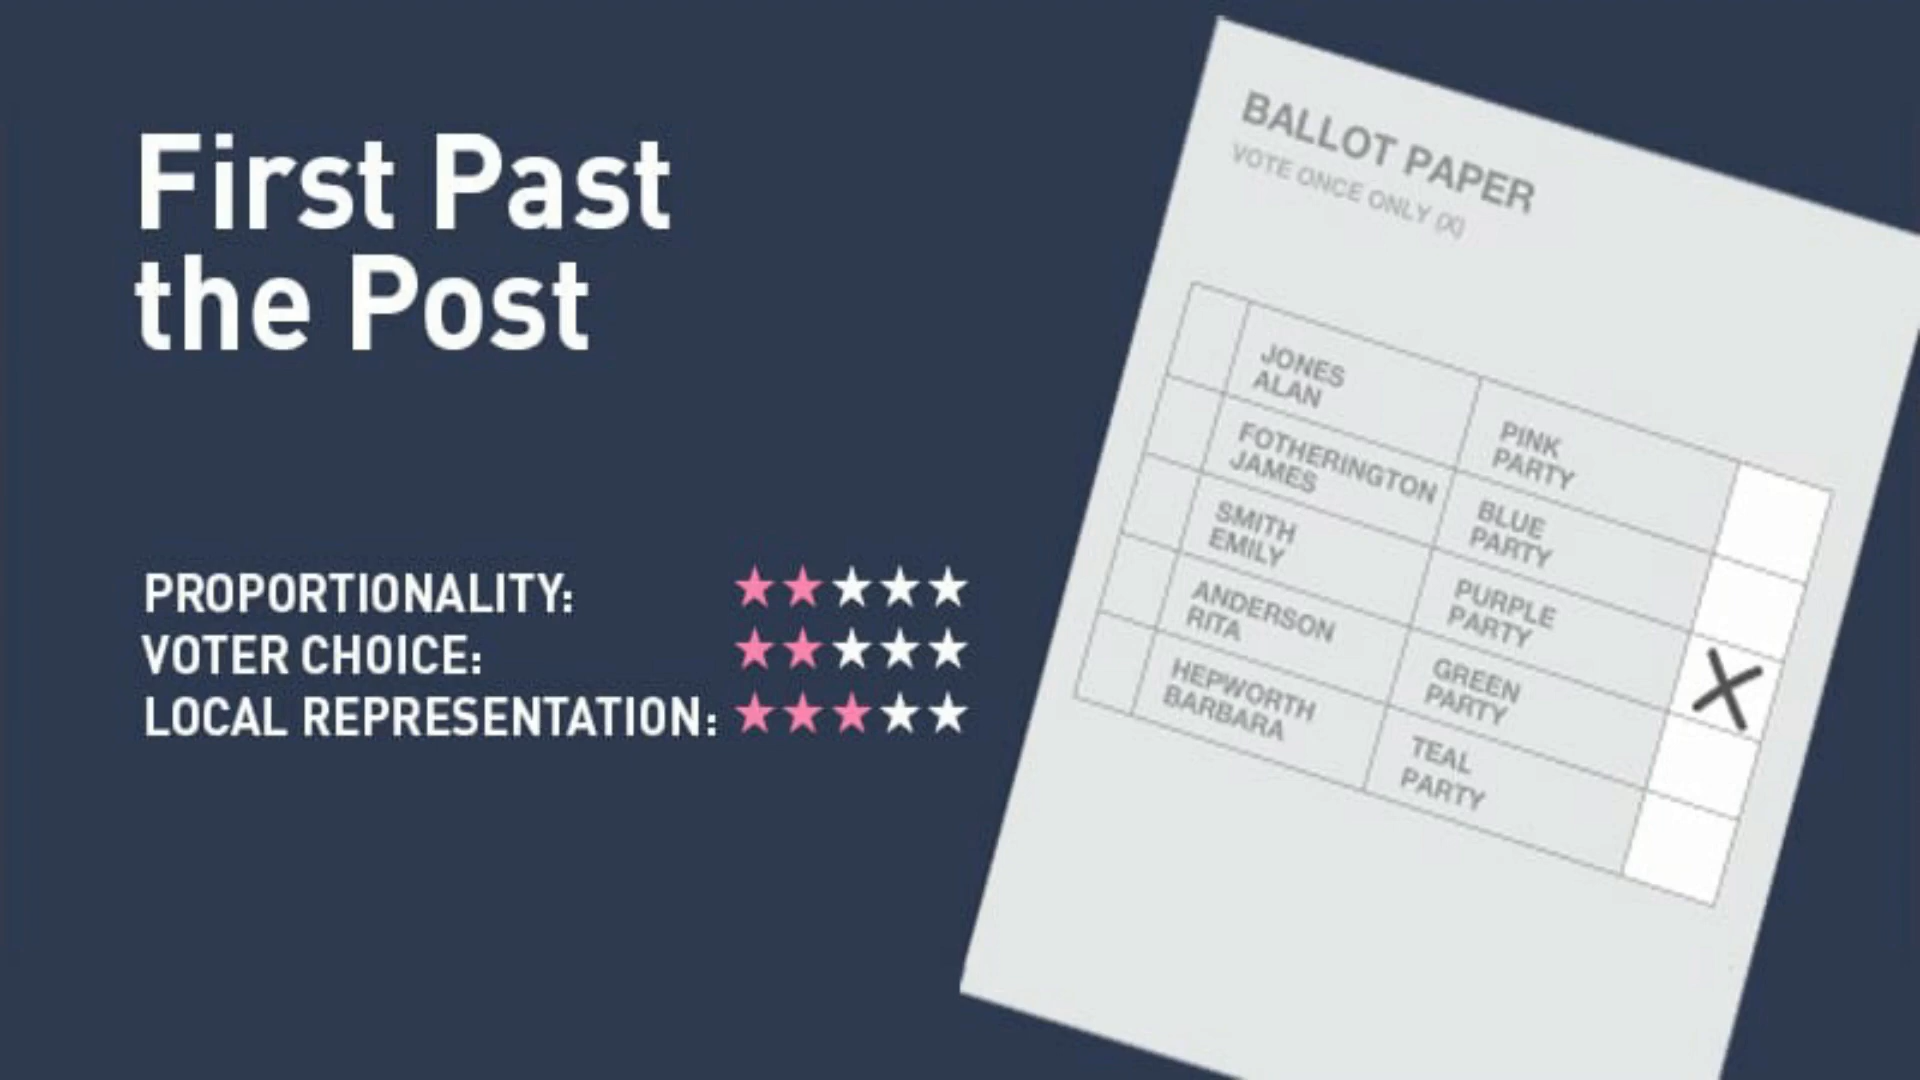 First Past
the Post
PROPORTIONALITY:
VOTER CHOICE:
LOCAL REPRESENTATION:
BALLOT PAPER
VOTE ONCE ONLY (X)
JONES
ALAN
PINK
PARTY
FOTHERINGTON
JAMES
BLUE
PARTY
SMITH
EMILY
PURPLE
PARTY
X
ANDERSON
RITA
GREEN
PARTY
HEPWORTH
BARBARA
TEAL
PARTY